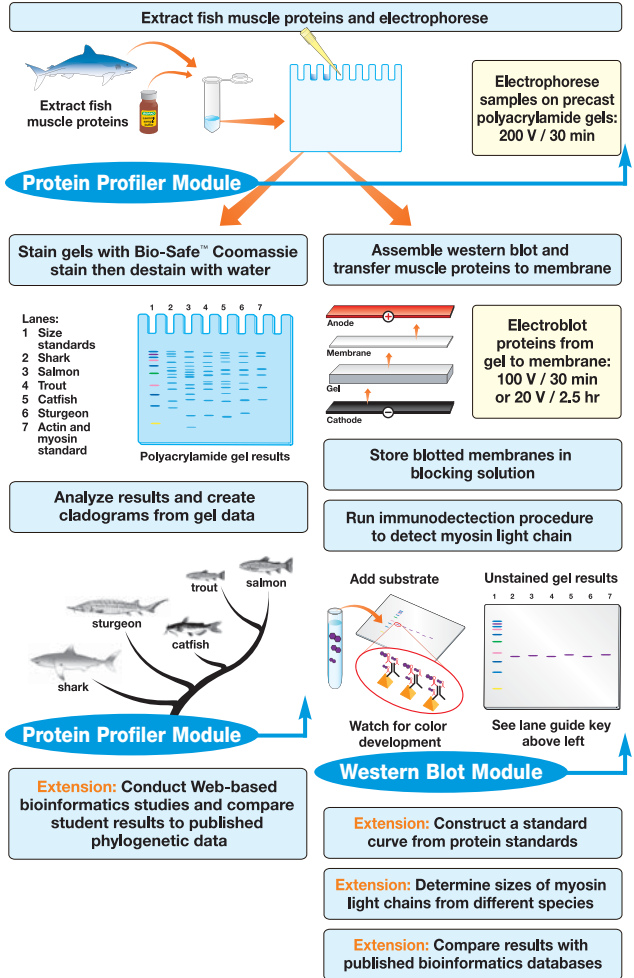 Extract fish muscle proteins and electrophorese
Extract fish
muscle proteins
Electrophorese
samples on precast
polyacrylamide gels:
200 V / 30 min
Protein Profiler Module
Stain gels with Bio-Safe™ Coomassie
stain then destain with water
Lanes:
1 Size
standards
2 Shark
3 Salmon
4 Trout
5 Catfish
6 Sturgeon
7 Actin and
myosin
standard
1 2 3 4 5 6 7
Polyacrylamide gel results
Analyze results and create
cladograms from gel data
trout
salmon
sturgeon
catfish
shark
Protein Profiler Module
Extension: Conduct Web-based
bioinformatics studies and compare
student results to published
phylogenetic data
Assemble western blot and
transfer muscle proteins to membrane
Anode
+
Membrane
Gel
Cathode
−
Electroblot
proteins from
gel to membrane:
100 V / 30 min
or 20 V / 2.5 hr
Store blotted membranes in
blocking solution
Run immunodectection procedure
to detect myosin light chain
Add substrate
Watch for color
development
Unstained gel results
1 2 3 4 5 6 7
See lane guide key
above left
Western Blot Module
Extension: Construct a standard
curve from protein standards
Extension: Determine sizes of myosin
light chains from different species
Extension: Compare results with
published bioinformatics databases